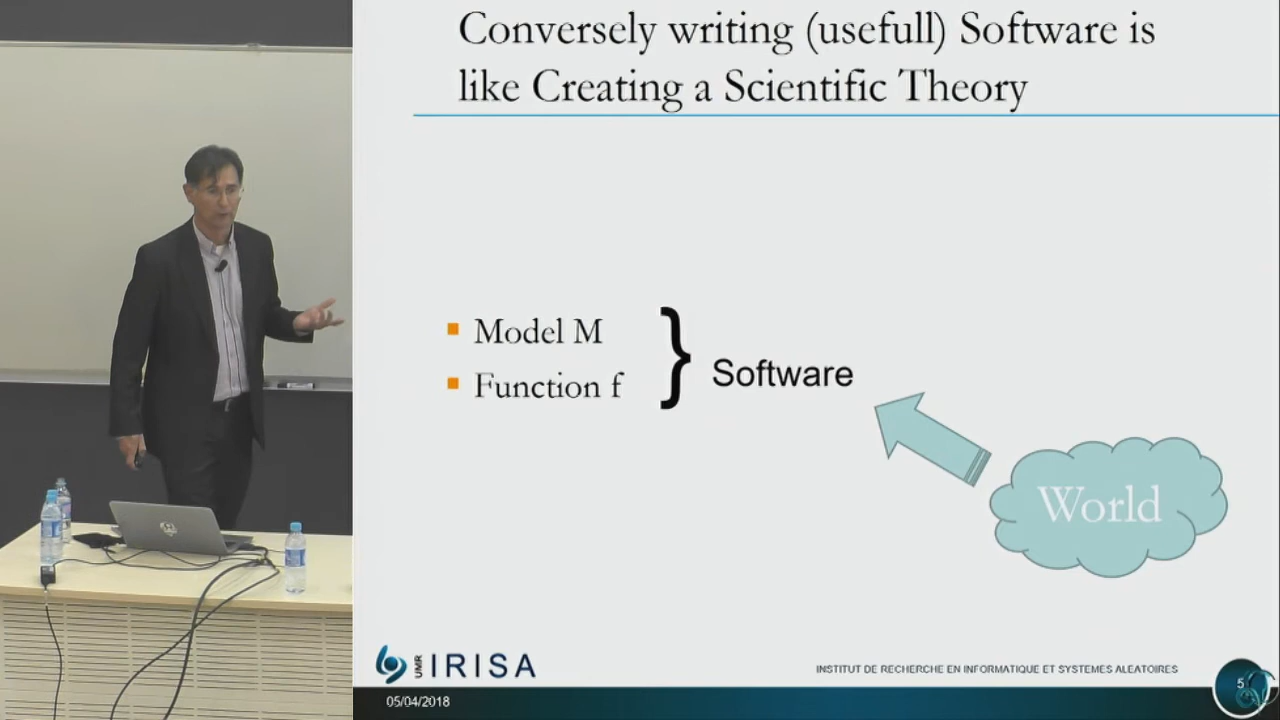 Conversely writing (usefull) Software is
like Creating a Scientific Theory
Model M
Function f
} Software
World
UMR IRISA
INSTITUT DE RECHERCHE EN INFORMATIQUE ET SYSTEMES ALEATOIRES
05/04/2018
5